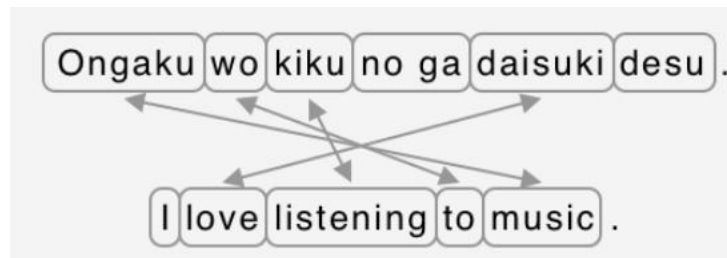 Ongaku wo kiku no ga daisuki desu.
I love listening to music.